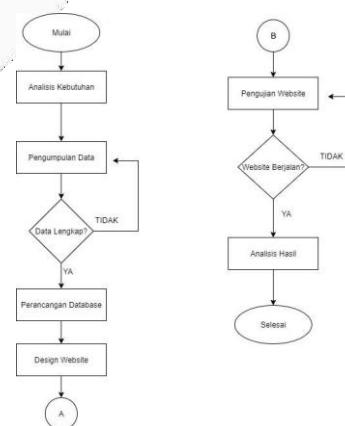 Mulai
Analisis Kebutuhan
Pengumpulan Data
Data Lengkap?
TIDAK
YA
Perancangan Database
Design Website
A
B
Pengujian Website
Website Berjalan?
TIDAK
YA
Analisis Hasil
Selesai